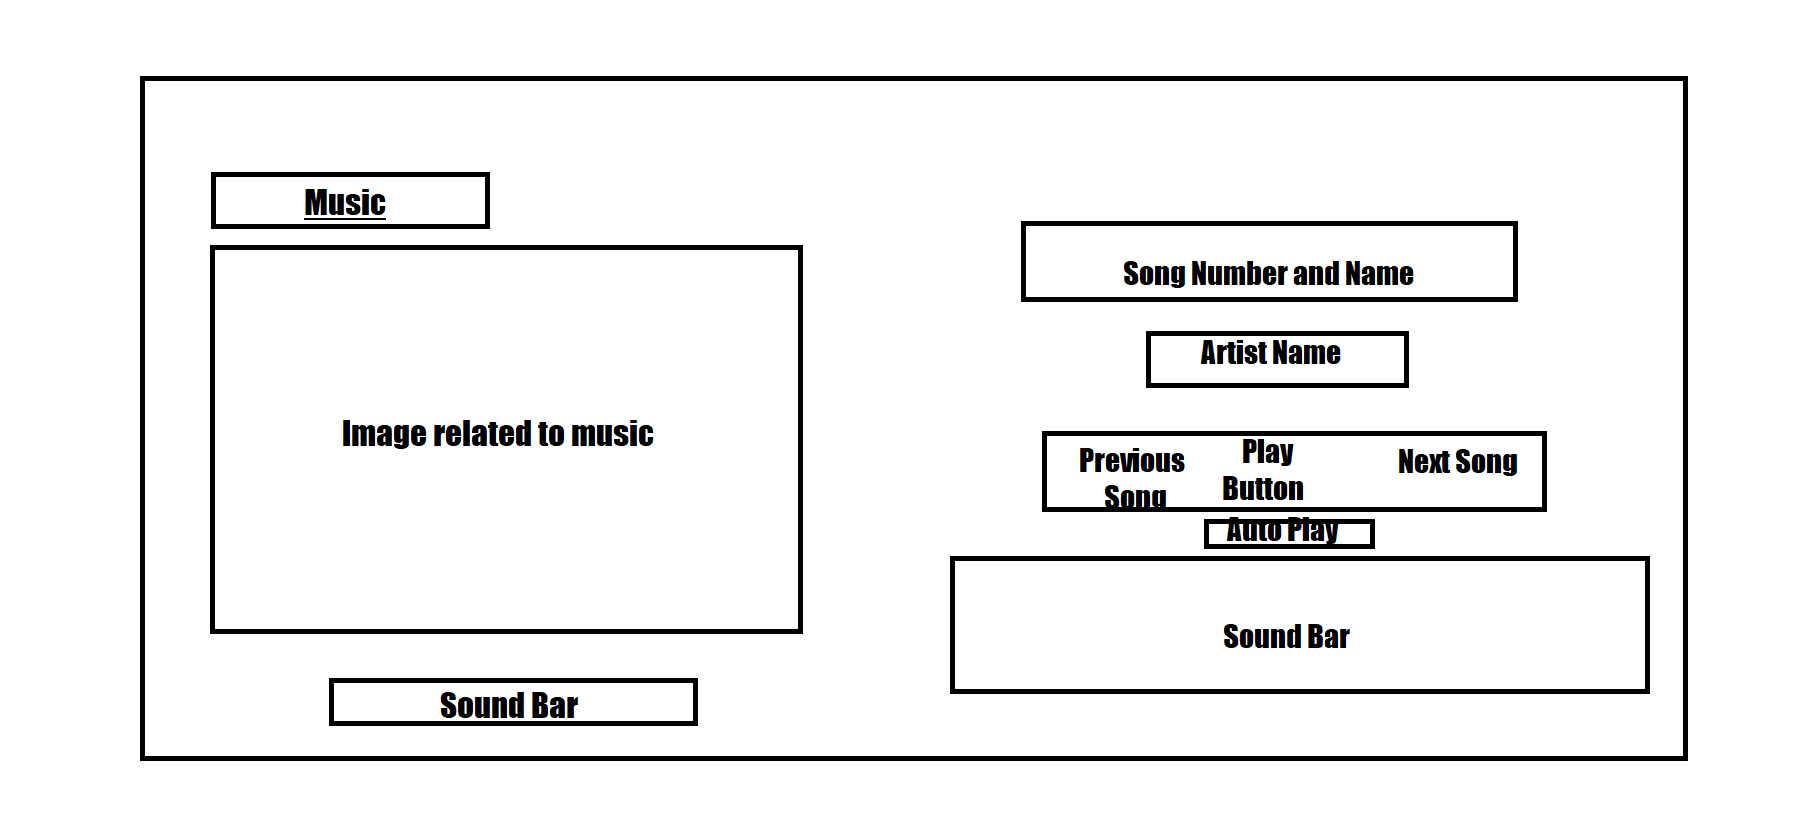 Music
Image related to music
Sound Bar
Song Number and Name
Artist Name
Previous
Song
Play
Button
Next Song
Auto Play
Sound Bar